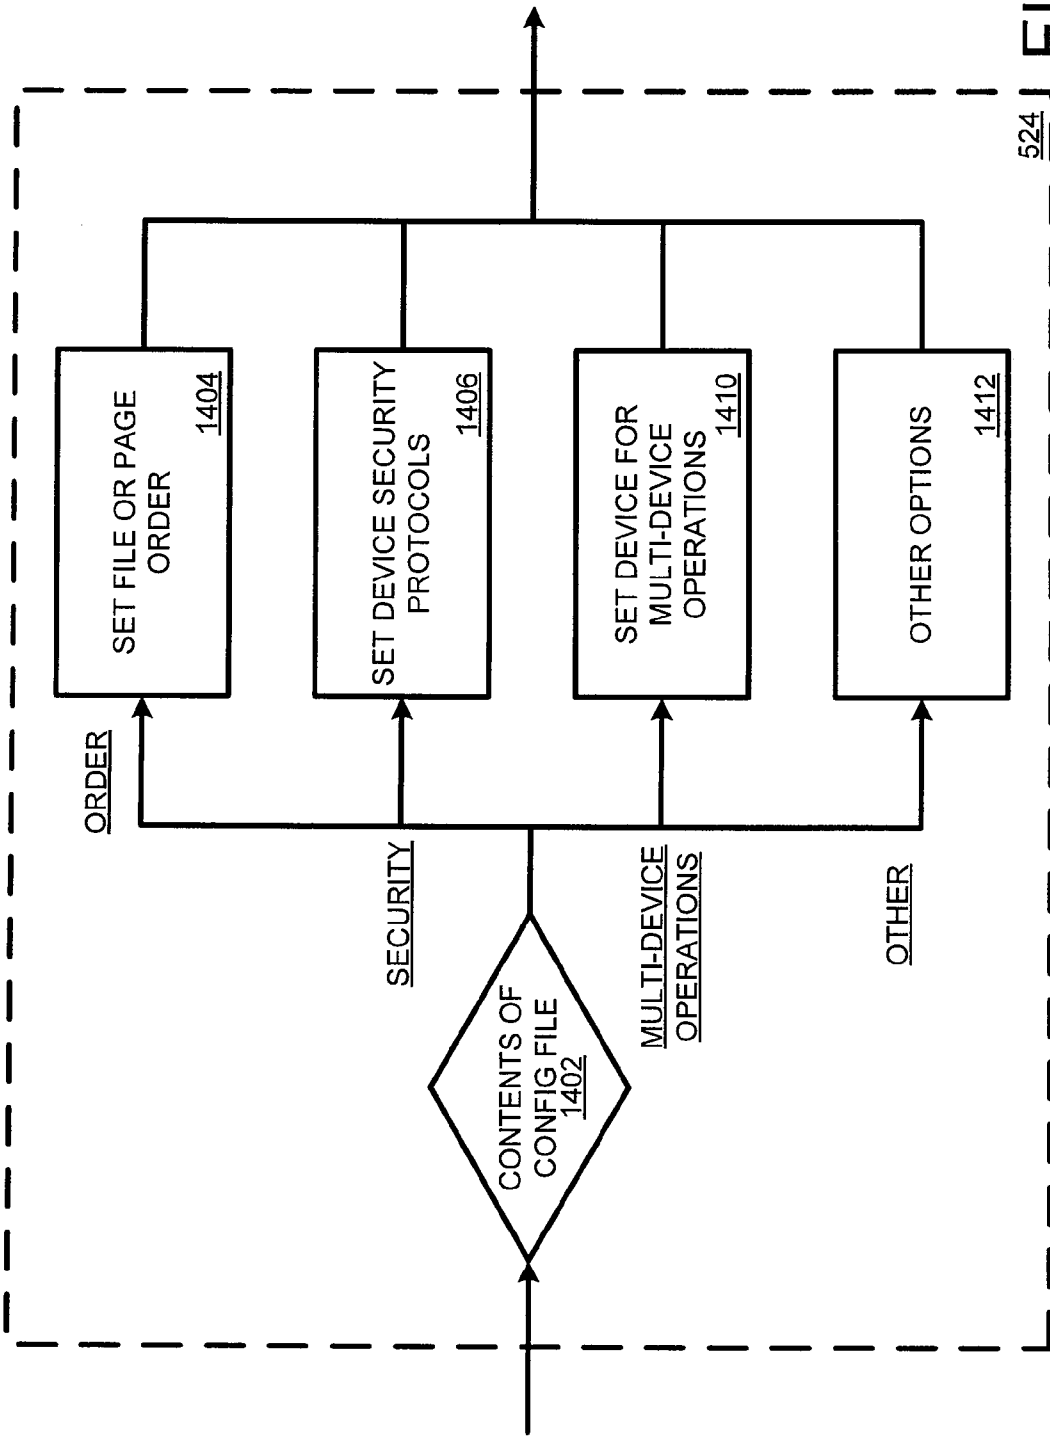 ORDER
SET FILE OR PAGE
ORDER
1404
SECURITY
SET DEVICE SECURITY
PROTOCOLS
1406
CONTENTS OF
CONFIG FILE
1402
MULTI-DEVICE
OPERATIONS
SET DEVICE FOR
MULTI-DEVICE
OPERATIONS
1410
OTHER
OTHER OPTIONS
1412
524